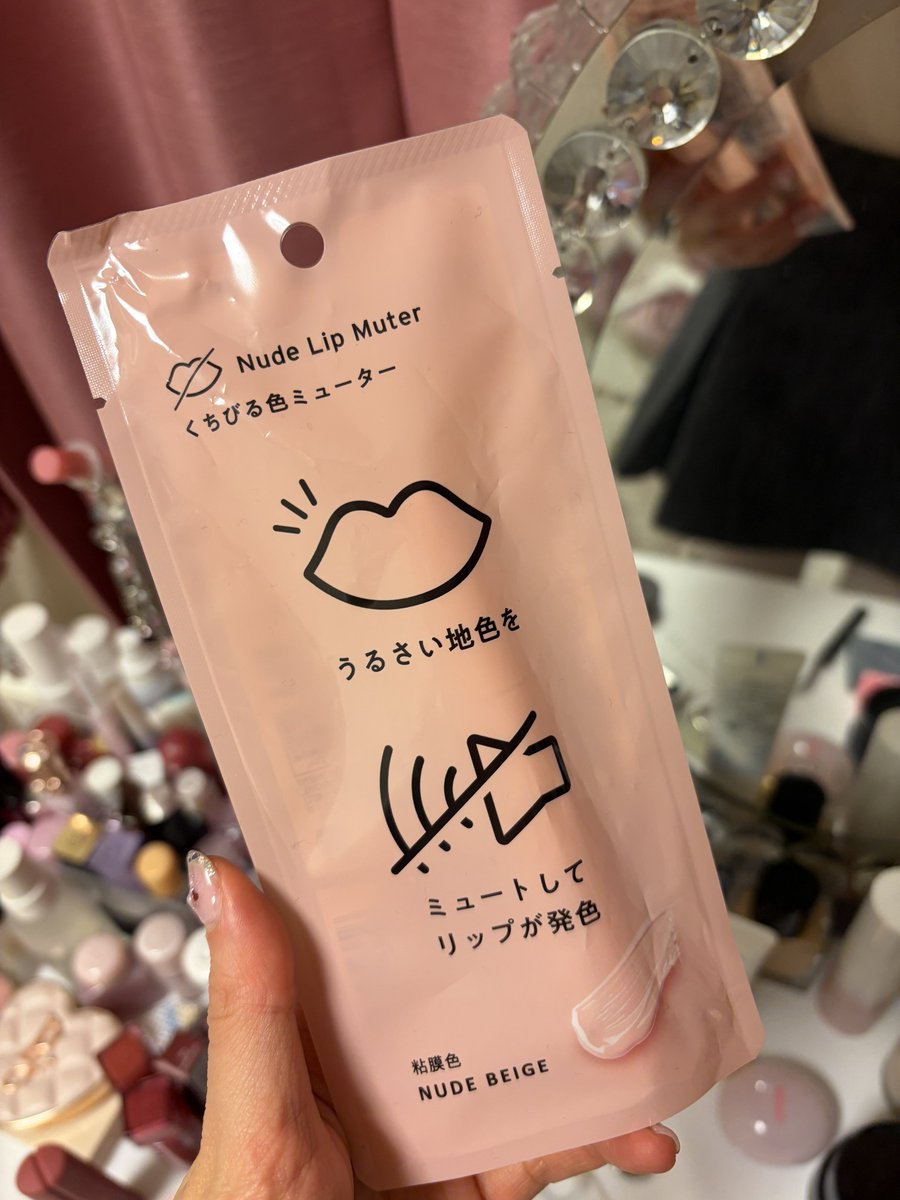 Nude Lip Muter
くちびる色ミューター
うるさい地色を
ミュートして
リップが発色
粘膜色
NUDE BEIGE